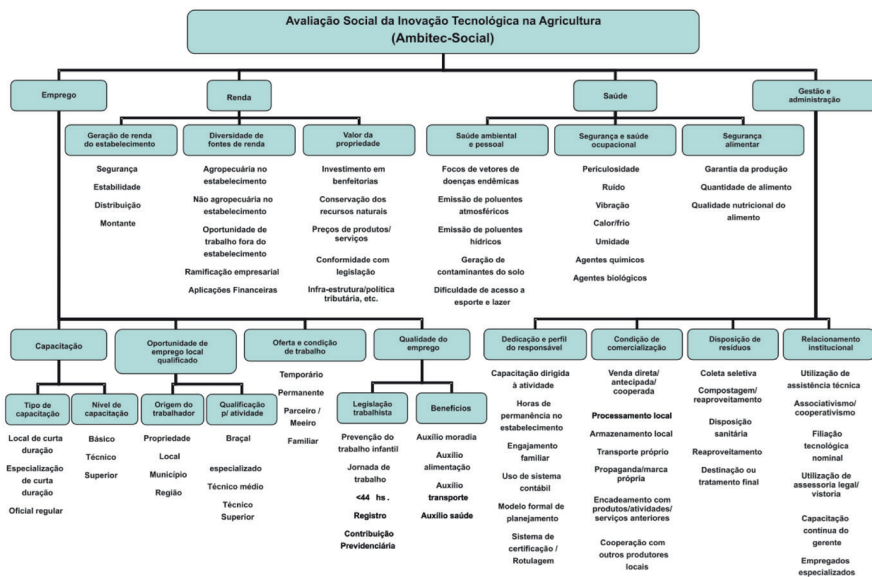 Avaliação Social da Inovação Tecnológica na Agricultura
(Ambitec-Social)
Emprego
Renda
Saúde
Gestão e
administração
Geração de renda
do estabelecimento
Segurança
Estabilidade
Distribuição
Montante
Diversidade de
fontes de renda
Agropecuária no
estabelecimento
Não agropecuária no
estabelecimento
Oportunidade de
trabalho fora do
estabelecimento
Ramificação empresarial
Aplicações Financeiras
Valor da
propriedade
Investimento em
benfeitorias
Conservação dos
recursos naturais
Preços de produtos/
serviços
Conformidade com
legislação
Infra-estrutura/política
tributária, etc.
Saúde ambiental
e pessoal
Focos de vetores de
doenças endêmicas
Emissão de poluentes
atmosféricos
Emissão de poluentes
hídricos
Geração de
contaminantes do solo
Dificuldade de acesso a
esporte e lazer
Segurança e saúde
ocupacional
Periculosidade
Ruído
Vibração
Calor/frio
Umidade
Agentes químicos
Agentes biológicos
Segurança
alimentar
Garantia da produção
Quantidade de alimento
Qualidade nutricional do
alimento
Capacitação
Tipo de
capacitação
Local de curta
duração
Especialização
de curta
duração
Oficial regular
Nível de
capacitação
Básico
Técnico
Superior
Oportunidade de
emprego local
qualificado
Origem do
trabalhador
Propriedade
Local
Município
Região
Qualificação
p/ atividade
Braçal
especializado
Técnico médio
Técnico
Superior
Oferta e condição
de trabalho
Temporário
Permanente
Parceiro /
Meeiro
Familiar
Qualidade do
emprego
Legislação
trabalhista
Prevenção do
trabalho infantil
Jornada de
trabalho
<44 hs .
Registro
Contribuição
Previdenciária
Benefícios
Auxílio moradia
Auxílio
alimentação
Auxílio
transporte
Auxílio saúde
Dedicação e perfil
do responsável
Capacitação dirigida
à atividade
Horas de
permanência no
estabelecimento
Engajamento
familiar
Uso de sistema
contábil
Modelo formal de
planejamento
Sistema de
certificação /
Rotulagem
Condição de
comercialização
Venda direta/
antecipada/
cooperada
Processamento local
Armazenamento local
Transporte próprio
Propaganda/marca
própria
Encadeamento com
produtos/atividades/
serviços anteriores
Cooperação com
outros produtores
locais
Disposição de
resíduos
Coleta seletiva
Compostagem/
reaproveitamento
Disposição
sanitária
Reaproveitamento
Destinação ou
tratamento final
Relacionamento
institucional
Utilização de
assistência técnica
Associativismo/
cooperativismo
Filiação
tecnológica
nominal
Utilização de
assessoria legal/
vistoria
Capacitação
contínua do
gerente
Empregados
especializados